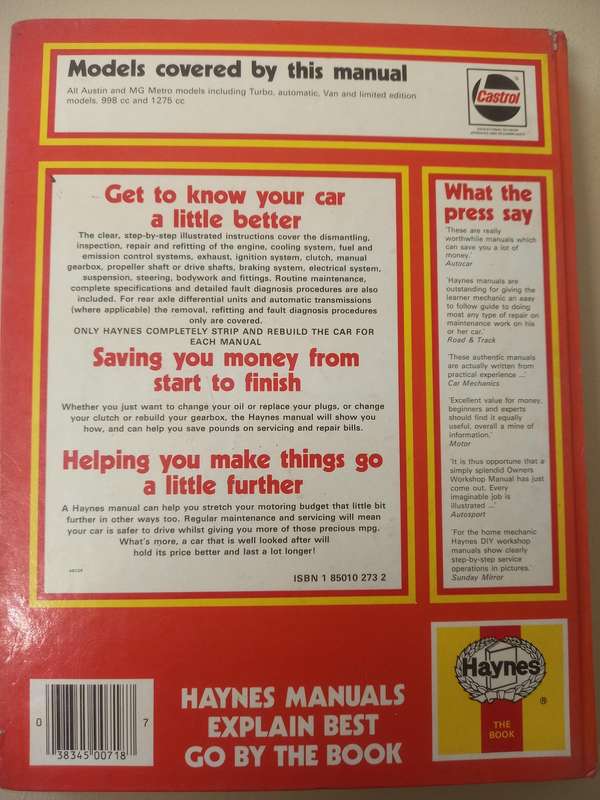 Models covered by this manual
All Austin and MG Metro models including Turbo, automatic, Van and limited edition
models. 998 cc and 1275 cc
Castrol
Get to know your car
a little better
The clear, step-by-step illustrated instructions cover the dismantling,
inspection, repair and refitting of the engine, cooling system, fuel and
emission control systems, exhaust, ignition system, clutch, manual
gearbox, propeller shaft or drive shafts, braking system, electrical system,
suspension, steering, bodywork and fittings. Routine maintenance,
complete specifications and detailed fault diagnosis procedures are also
included. For rear axle differential units and automatic transmissions
(where applicable) the removal, refitting and fault diagnosis procedures
only are covered.
ONLY HAYNES COMPLETELY STRIP AND REBUILD THE CAR FOR
EACH MANUAL
Saving you money from
start to finish
Whether you just want to change your oil or replace your plugs, or change
your clutch or rebuild your gearbox, the Haynes manual will show you
how, and can help you save pounds on servicing and repair bills.
Helping you make things go
a little further
A Haynes manual can help you stretch your motoring budget that little bit
further in other ways too. Regular maintenance and servicing will mean
your car is safer to drive whilst giving you more of those precious mpg.
What's more, a car that is well looked after will
hold its price better and last a lot longer!
ISBN 1 85010 273 2
What the
press say
'These are really
worthwhile manuals which
can save you a lot of
money.'
Autocar
'Haynes manuals are
outstanding for giving the
learner mechanic an easy
to follow guide to doing
most any type of repair on
maintenance work on his
or her car.'
Road & Track
'These authentic manuals
are actually written from
practical experience ...'
Car Mechanics
'Excellent value for money,
beginners and experts
should find it equally
useful, overall a mine of
information.'
Motor
'It is thus opportune that a
simply splendid Owners
Workshop Manual has just
come out. Every
imaginable job is
illustrated ...'
Autosport
'For the home mechanic
Haynes DIY workshop
manuals show clearly
step-by-step service
operations in pictures.'
Sunday Mirror
Haynes
®
THE
BOOK
0 38345 00718 7
HAYNES MANUALS
EXPLAIN BEST
GO BY THE BOOK